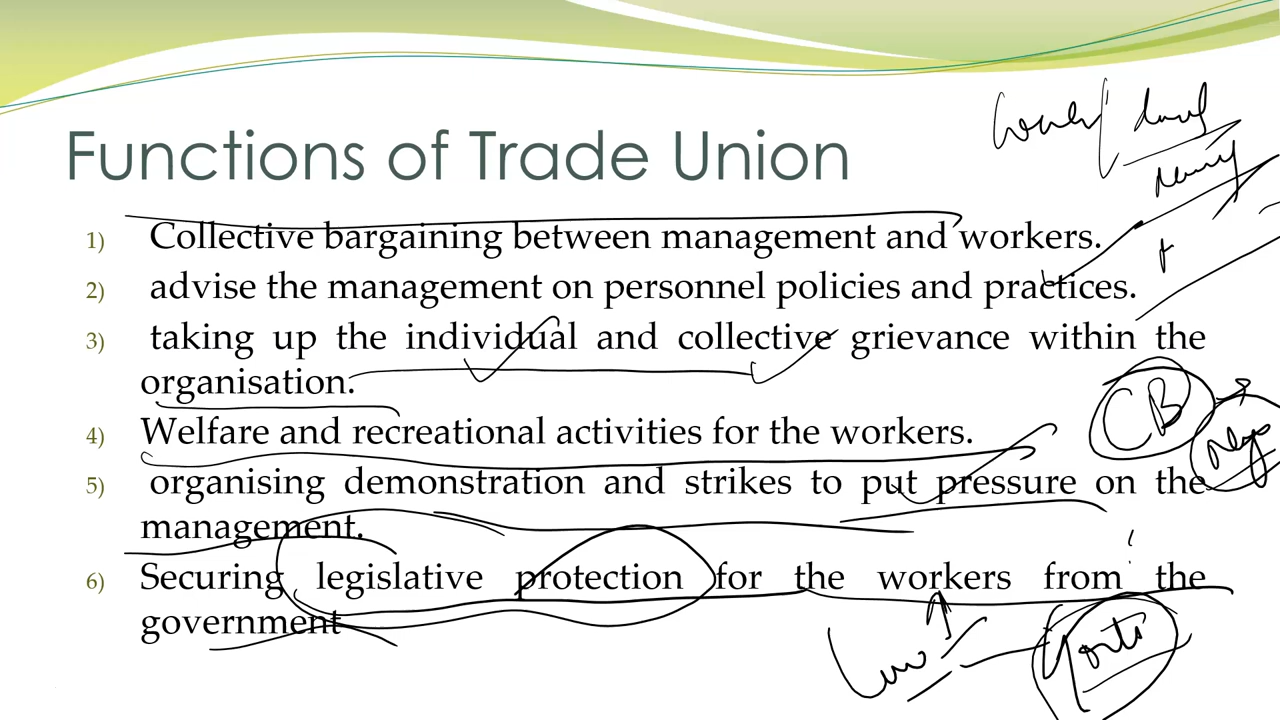 Functions of Trade Union
1) Collective bargaining between management and workers.
2) advise the management on personnel policies and practices.
3) taking up the individual and collective grievance within the
organisation.
4) Welfare and recreational activities for the workers.
5) organising demonstration and strikes to put pressure on the
management.
6) Securing legislative protection for the workers from the
government
CB